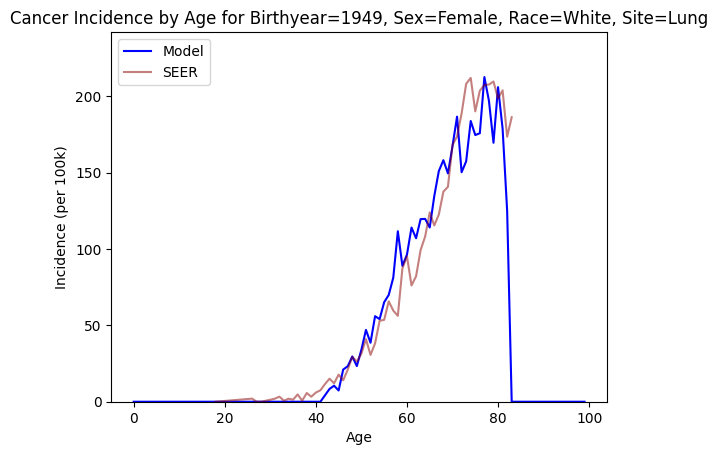 Cancer Incidence by Age for Birthyear=1949, Sex=Female, Race=White, Site=Lung
Model
SEER
200
150
100
50
0
Incidence (per 100k)
0 20 40 60 80 100
Age